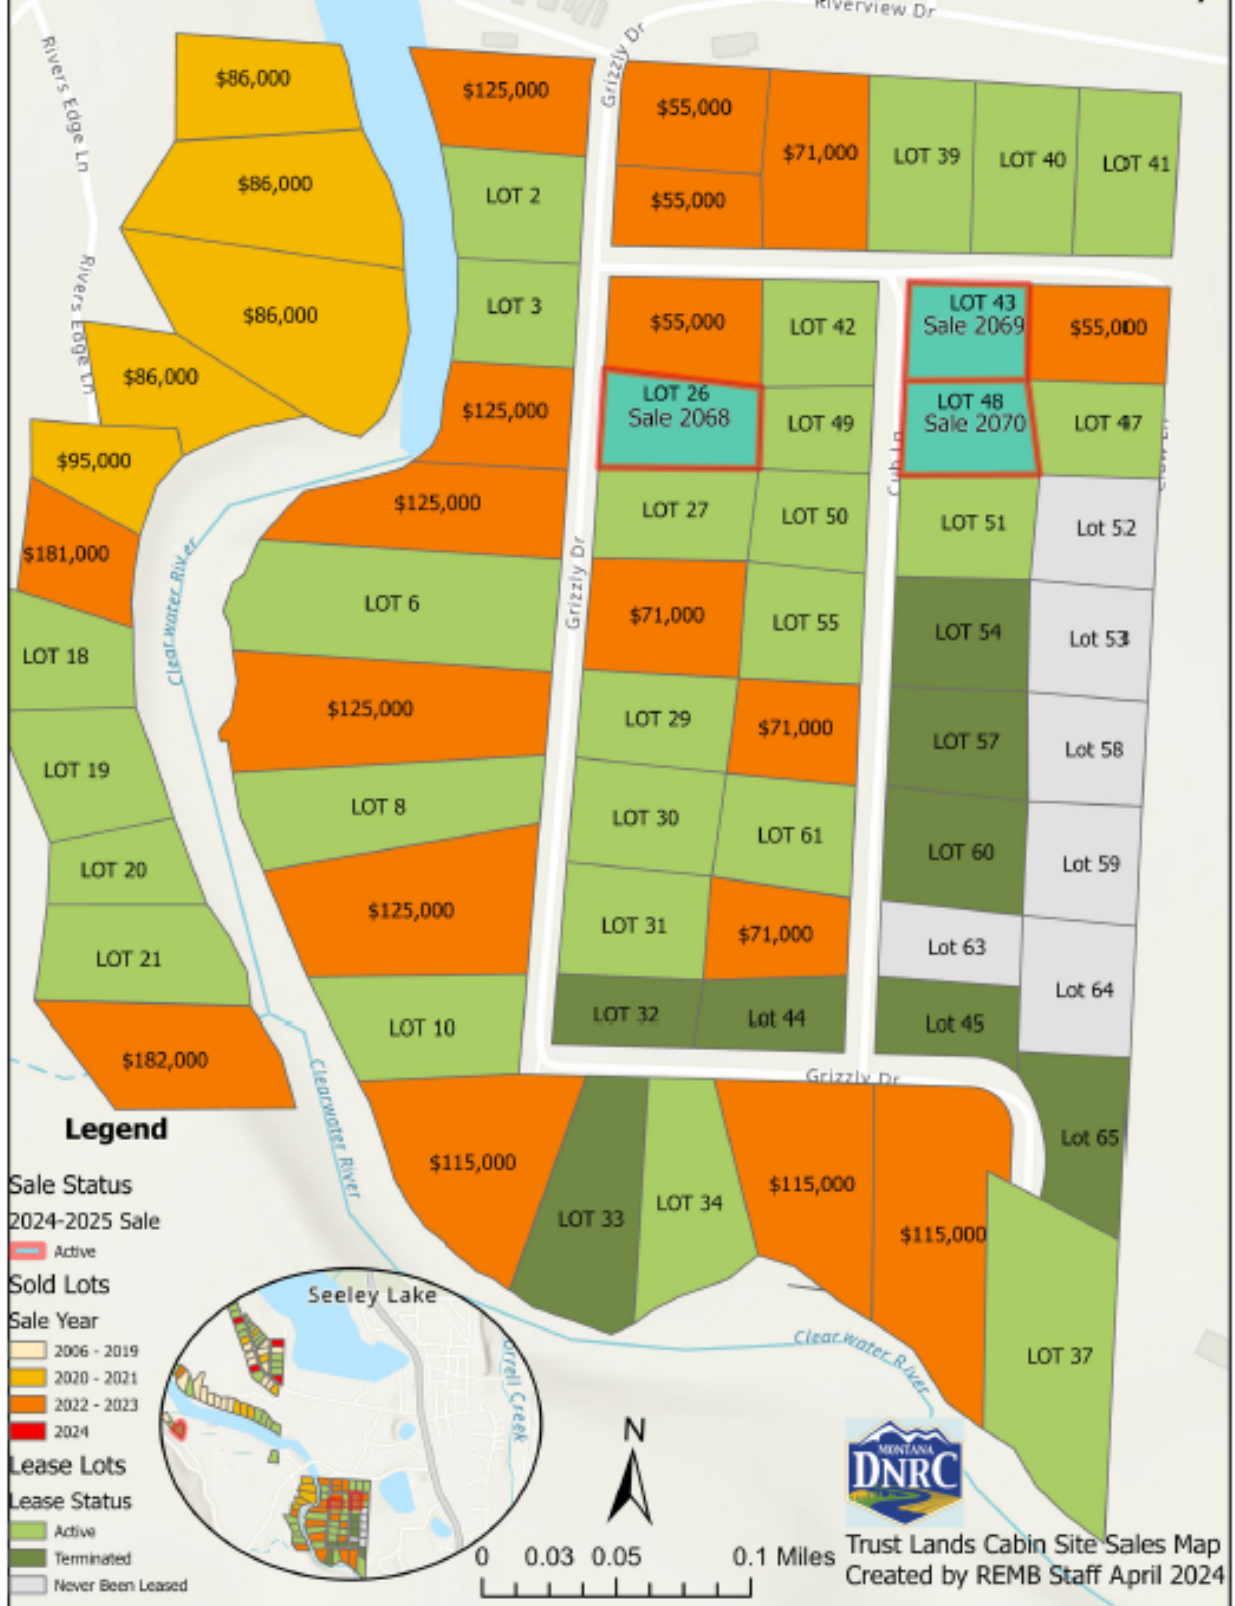 Riverview Dr
Grizzly Dr
Rivers Edge Ln
$86,000
$125,000
$55,000
$71,000
LOT 39
LOT 40
LOT 41
$86,000
LOT 2
$55,000
Rivers Edge Ln
$86,000
LOT 3
$55,000
LOT 42
LOT 43
Sale 2069
$55,000
$86,000
$125,000
LOT 26
Sale 2068
LOT 49
LOT 48
Sale 2070
LOT 47
$95,000
$125,000
LOT 27
LOT 50
Cub Ln
LOT 51
Lot 52
$181,000
Clearwater River
LOT 6
Grizzly Dr
$71,000
LOT 55
LOT 54
Lot 53
LOT 18
$125,000
LOT 29
$71,000
LOT 57
Lot 58
LOT 19
LOT 8
LOT 30
LOT 61
LOT 60
Lot 59
LOT 20
$125,000
LOT 31
$71,000
Lot 63
LOT 21
Lot 64
LOT 10
LOT 32
Lot 44
Lot 45
$182,000
Clearwater River
Grizzly Dr
$115,000
LOT 33
LOT 34
$115,000
$115,000
Lot 65
LOT 37
Clearwater River
Legend
Sale Status
2024-2025 Sale
Active
Sold Lots
Sale Year
2006 - 2019
2020 - 2021
2022 - 2023
2024
Lease Lots
Lease Status
Active
Terminated
Never Been Leased
Seeley Lake
Creek
N
0 0.03 0.05 0.1 Miles
MONTANA
DNRC
Trust Lands Cabin Site Sales Map
Created by REMB Staff April 2024